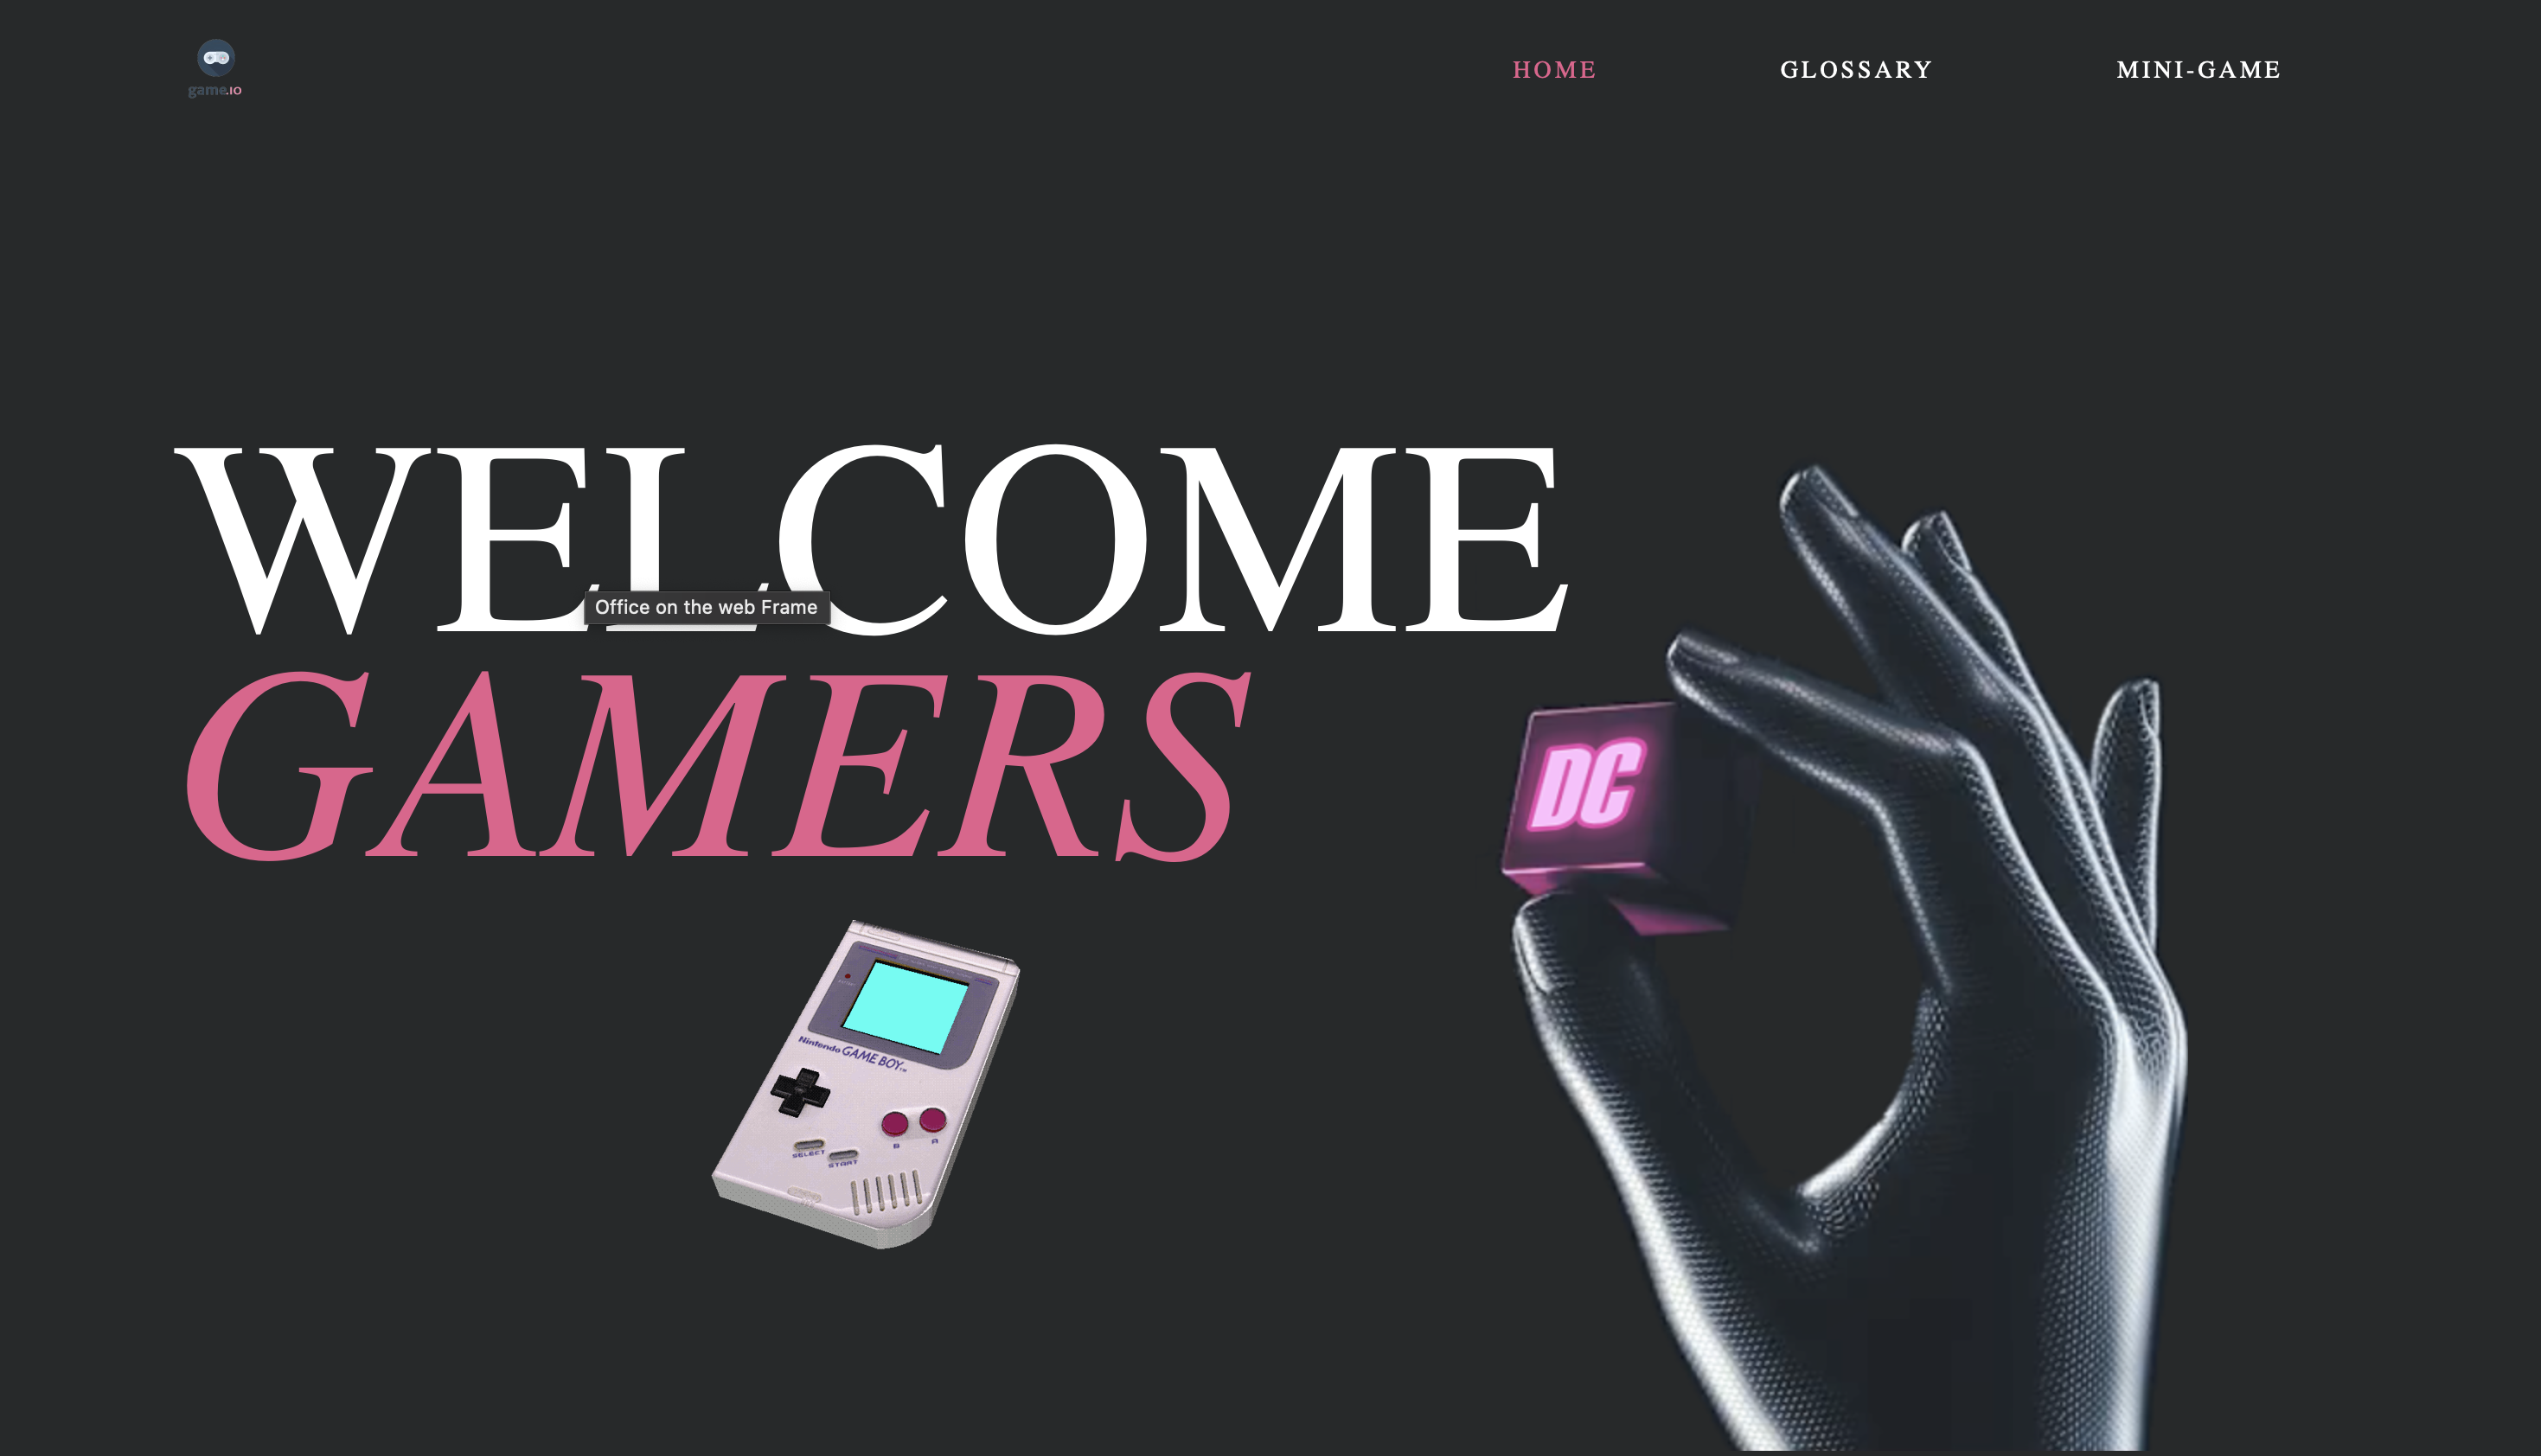 game.IO
HOME
GLOSSARY
MINI-GAME
WELCOME
Office on the web Frame
GAMERS
DC
Nintendo GAME BOY™
B
A
SELECT
START